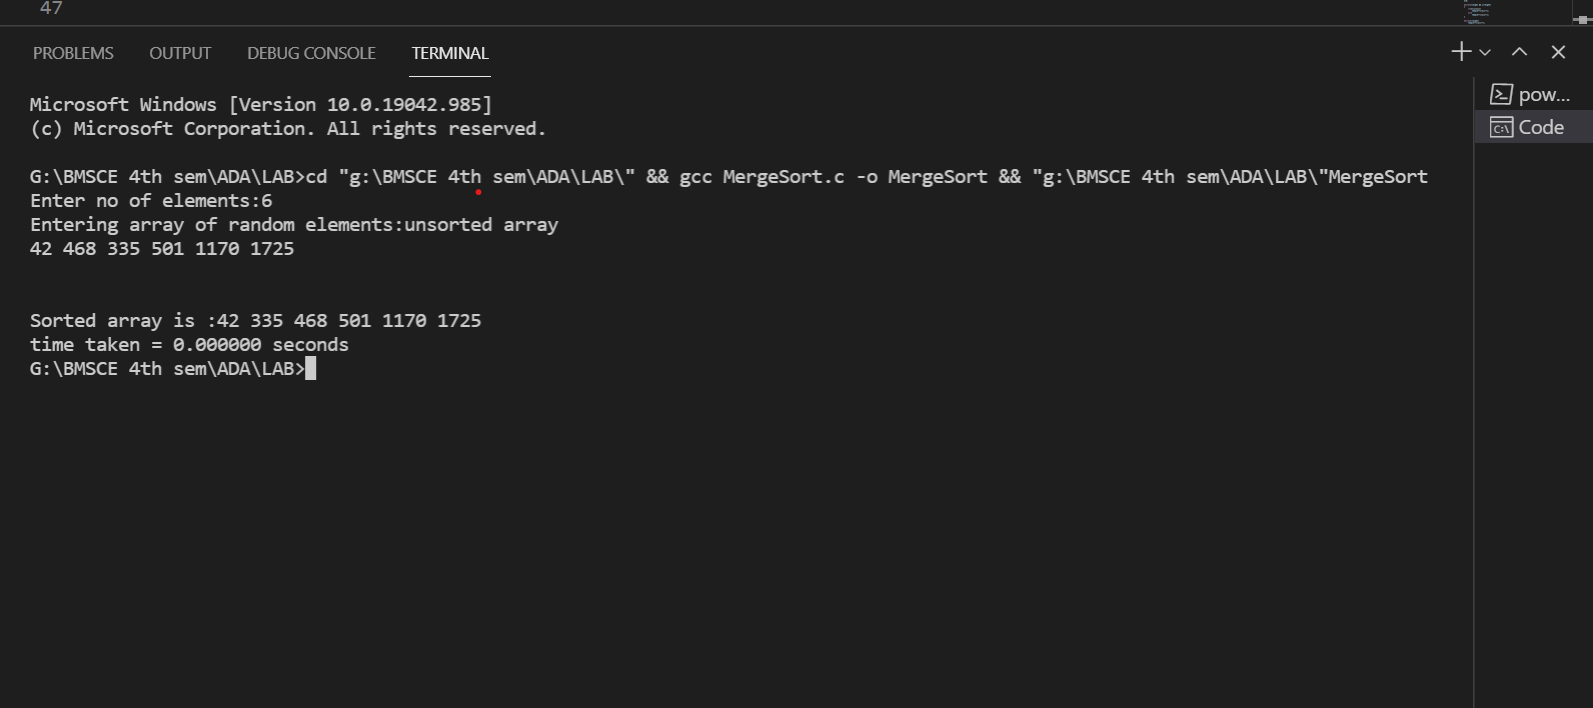 47
PROBLEMS OUTPUT DEBUG CONSOLE TERMINAL
pow...
Code
Microsoft Windows [Version 10.0.19042.985]
(c) Microsoft Corporation. All rights reserved.
G:\BMSCE 4th sem\ADA\LAB>cd "g:\BMSCE 4th sem\ADA\LAB\" && gcc MergeSort.c -o MergeSort && "g:\BMSCE 4th sem\ADA\LAB\"MergeSort
Enter no of elements:6
Entering array of random elements:unsorted array
42 468 335 501 1170 1725
Sorted array is :42 335 468 501 1170 1725
time taken = 0.000000 seconds
G:\BMSCE 4th sem\ADA\LAB>